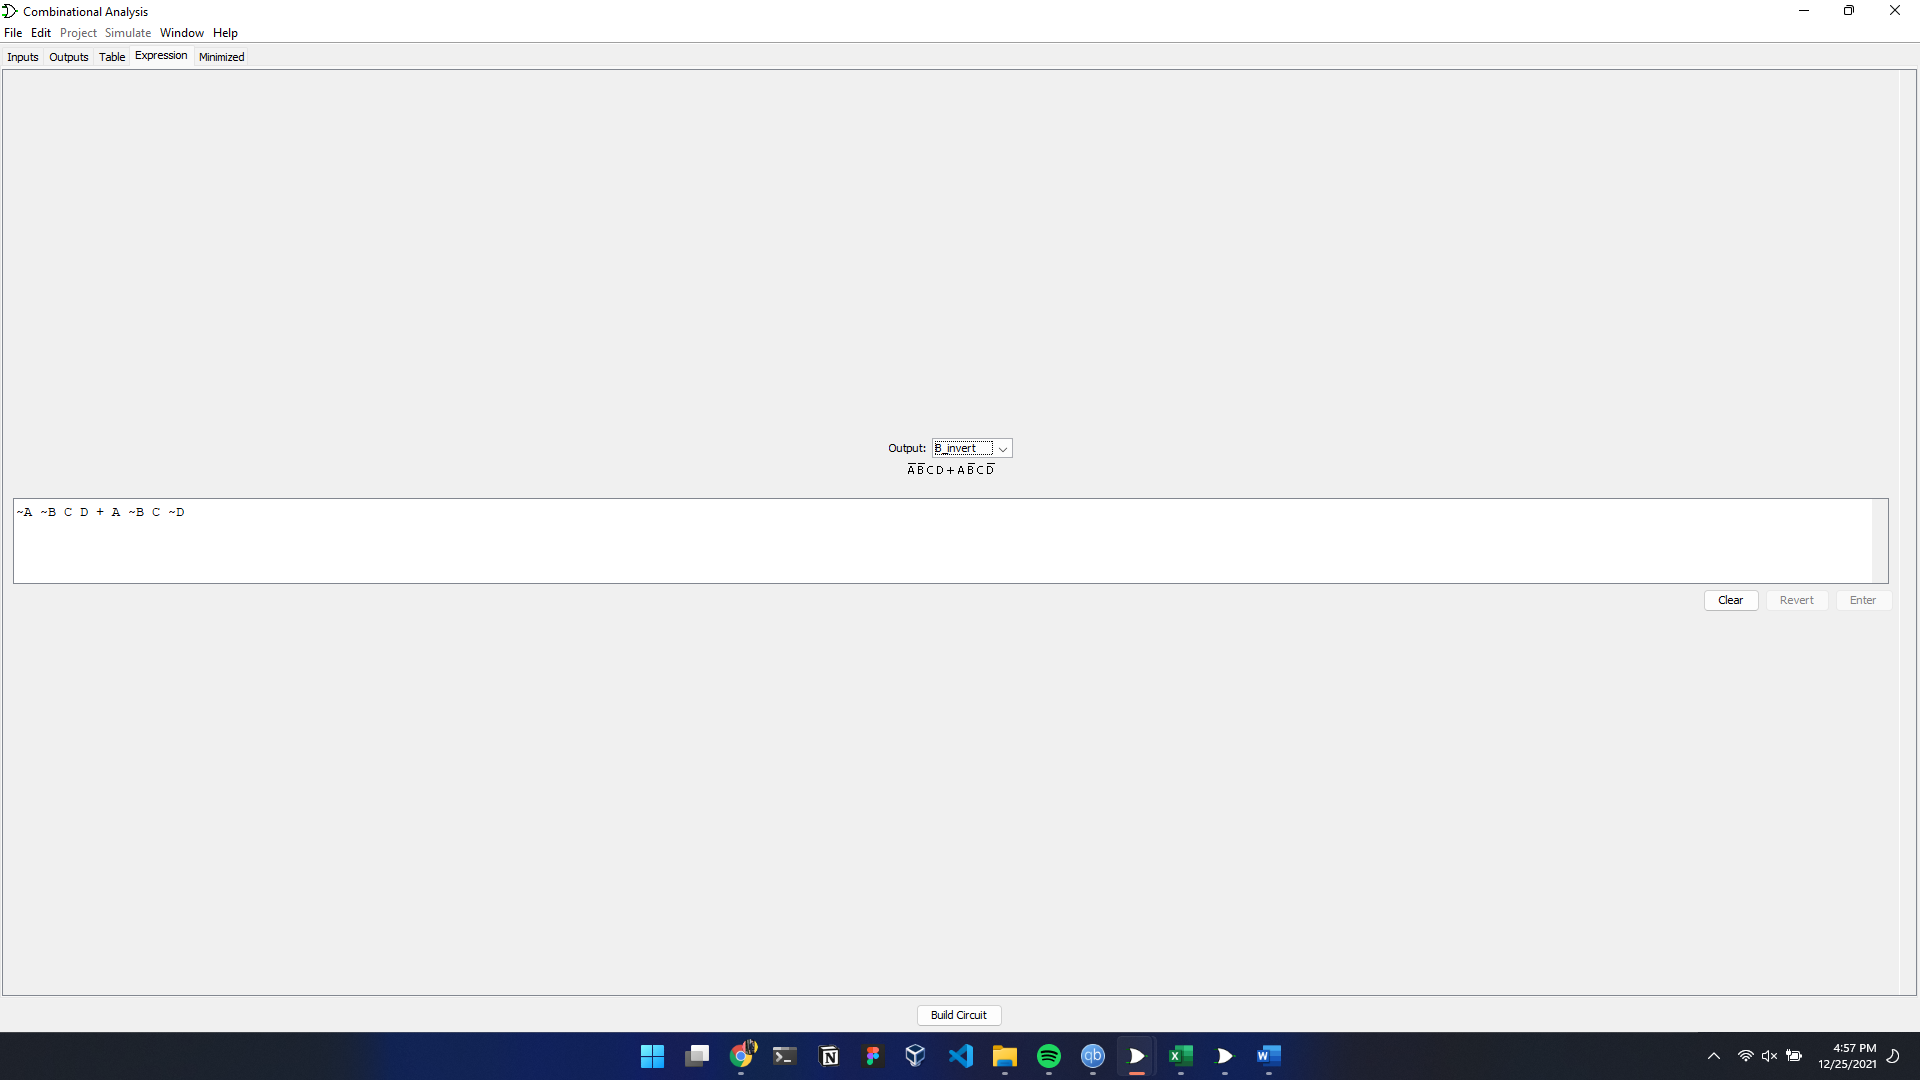 Combinational Analysis
File Edit Project Simulate Window Help
Inputs Outputs Table Expression Minimized
Output: B_invert
A̅ B̅ C D + A B̅ C D̅
~A ~B C D + A ~B C ~D
Clear Revert Enter
Build Circuit
4:57 PM
12/25/2021